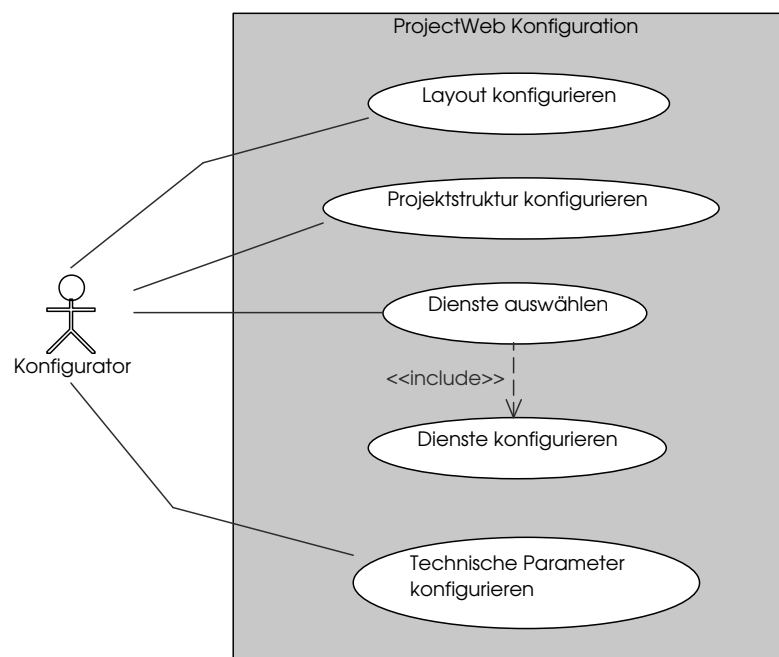 ProjectWeb Konfiguration
Layout konfigurieren
Projektstruktur konfigurieren
Dienste auswählen
Konfigurator
<<include>>
Dienste konfigurieren
Technische Parameter
konfigurieren